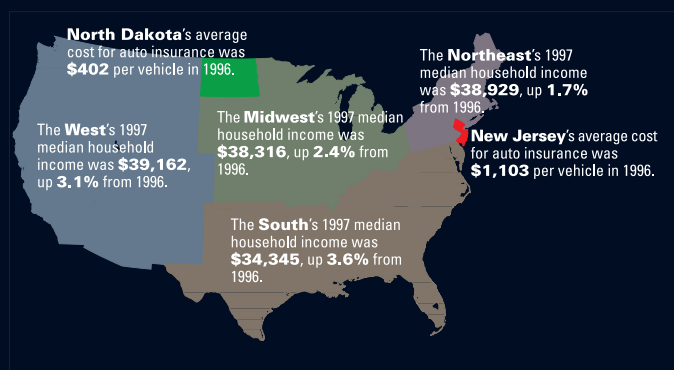 North Dakota's average
cost for auto insurance was
$402 per vehicle in 1996.
The Northeast's 1997
median household income
was $38,929, up 1.7%
from 1996.
The West's 1997
median household
income was $39,162,
up 3.1% from 1996.
The Midwest's 1997 median
household income was
$38,316, up 2.4% from
1996.
New Jersey's average cost
for auto insurance was
$1,103 per vehicle in 1996.
The South's 1997 median
household income was
$34,345, up 3.6% from
1996.